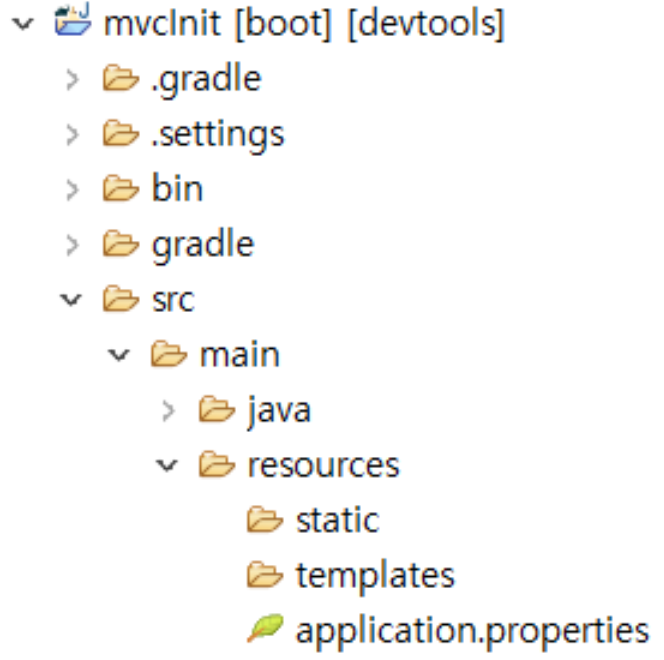 mvcInit [boot] [devtools]
.gradle
.settings
bin
gradle
src
main
java
resources
static
templates
application.properties